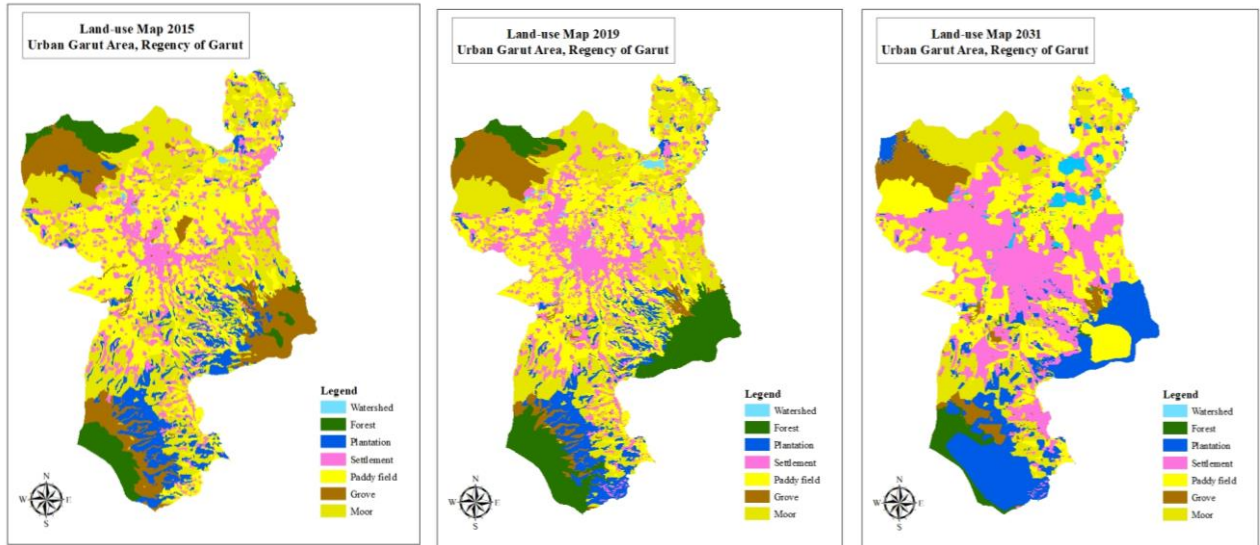 Land-use Map 2015
Urban Garut Area, Regency of Garut
Legend
Watershed
Forest
Plantation
Settlement
Paddy field
Grove
Moor
N
W
E
S
Land-use Map 2019
Urban Garut Area, Regency of Garut
Legend
Watershed
Forest
Plantation
Settlement
Paddy field
Grove
Moor
N
W
E
S
Land-use Map 2031
Urban Garut Area, Regency of Garut
Legend
Watershed
Forest
Plantation
Settlement
Paddy field
Grove
Moor
N
W
E
S